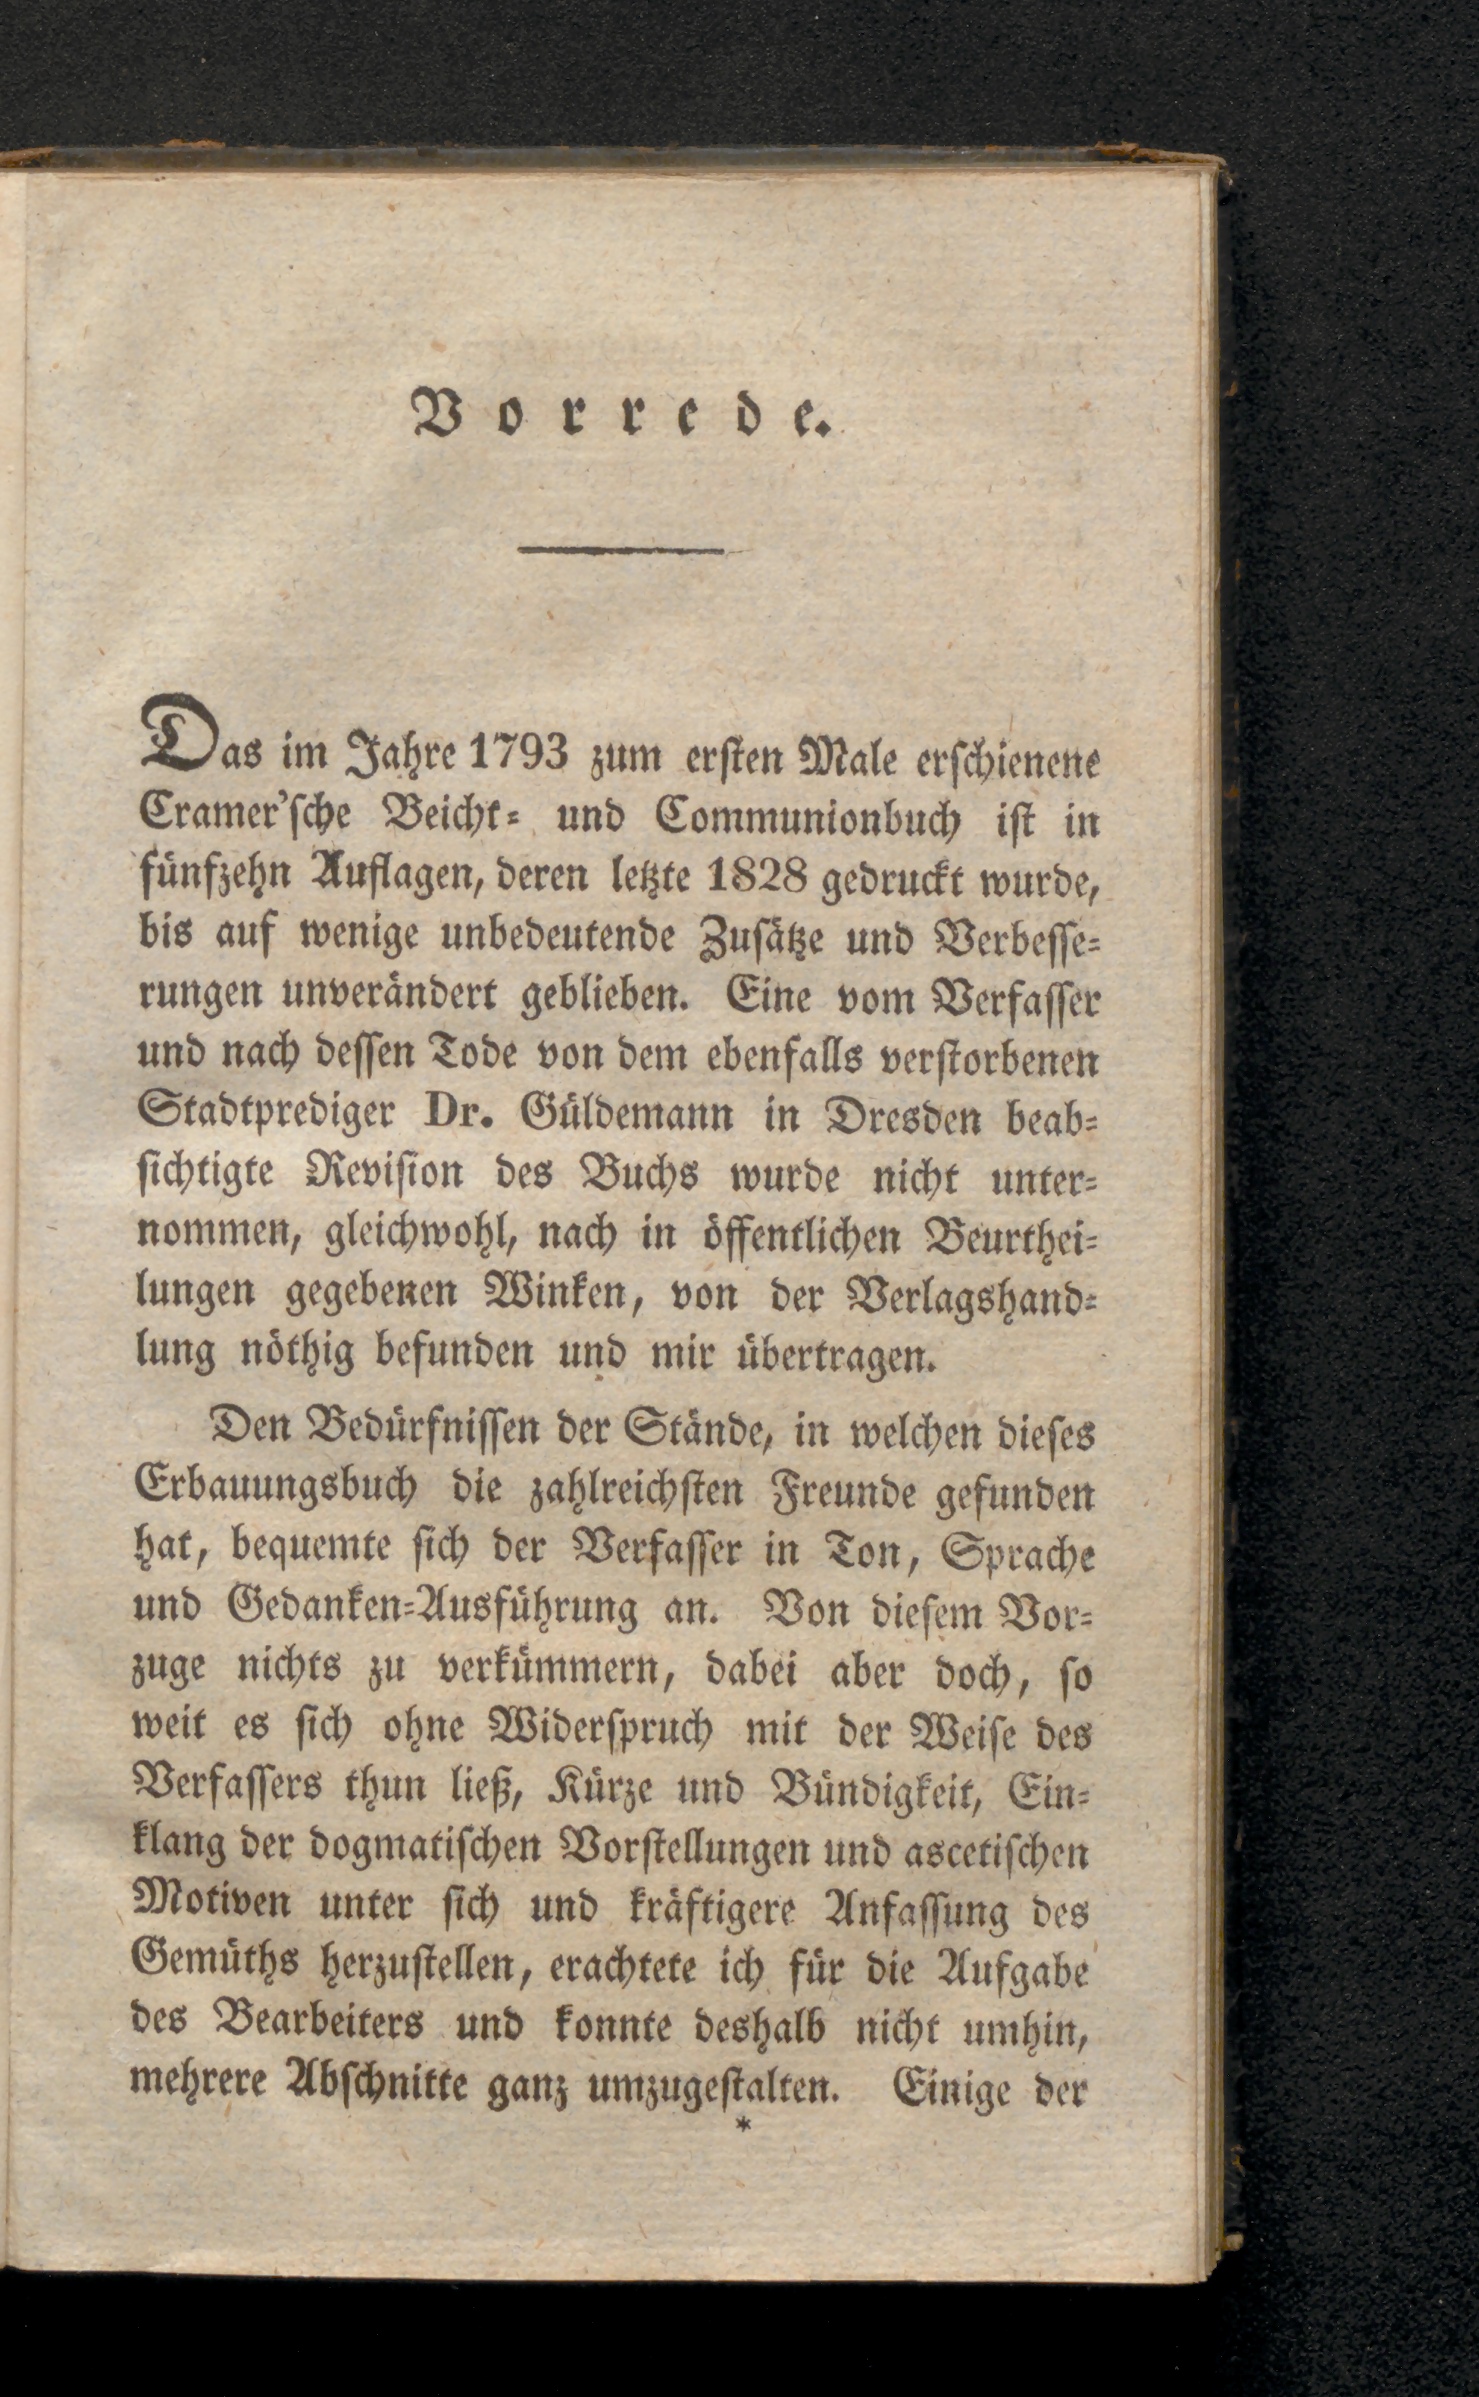 Vorrede.
Das im Jahre 1793 zum erſten Male erſchienene
Cramer’ſche Beicht= und Communionbuch iſt in
fünfzehn Auflagen, deren letzte 1828 gedruckt wurde,
bis auf wenige unbedeutende Zuſätze und Verbeſſe=
rungen unverändert geblieben. Eine vom Verfaſſer
und nach deſſen Tode von dem ebenfalls verſtorbenen
Stadtprediger Dr. Güldemann in Dresden beab=
ſichtigte Reviſion des Buchs wurde nicht unter=
nommen, gleichwohl, nach in öffentlichen Beurthei=
lungen gegebenen Winken, von der Verlagshand=
lung nöthig befunden und mir übertragen.
Den Bedürfniſſen der Stände, in welchen dieſes
Erbauungsbuch die zahlreichſten Freunde gefunden
hat, bequemte ſich der Verfaſſer in Ton, Sprache
und Gedanken=Ausführung an. Von dieſem Vor=
zuge nichts zu verkümmern, dabei aber doch, ſo
weit es ſich ohne Widerſpruch mit der Weiſe des
Verfaſſers thun ließ, Kürze und Bündigkeit, Ein=
klang der dogmatiſchen Vorſtellungen und ascetiſchen
Motiven unter ſich und kräftigere Anfaſſung des
Gemüths herzuſtellen, erachtete ich für die Aufgabe
des Bearbeiters und konnte deshalb nicht umhin,
mehrere Abſchnitte ganz umzugeſtalten. Einige der
*